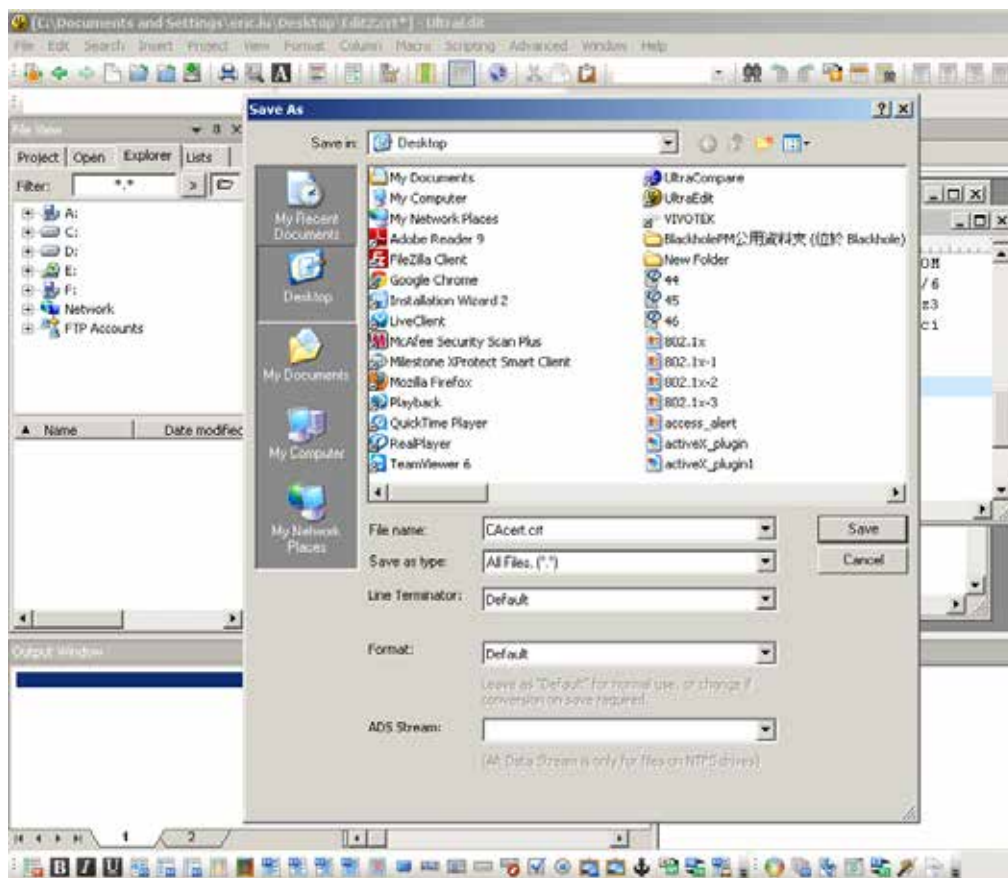 [C:\Documents and Settings\eric.lu\Desktop\Edit2.crt*] - UltraEdit
File Edit Search Insert Project View Format Column Macro Scripting Advanced Window Help
Save As
File View
Project Open Explorer Lists
Filter: *.*
A:
C:
D:
E:
F:
Network
FTP Accounts
Name Date modified
Output Window
1 2
Save in: Desktop
My Recent Documents
Desktop
My Documents
My Computer
My Network Places
My Documents
My Computer
My Network Places
Adobe Reader 9
FileZilla Client
Google Chrome
Installation Wizard 2
LiveClient
McAfee Security Scan Plus
Milestone XProtect Smart Client
Mozilla Firefox
Playback
QuickTime Player
RealPlayer
TeamViewer 6
UltraCompare
UltraEdit
VIVOTEK
BlackholePM公用資料夾 (位於 Blackhole)
New Folder
44
45
46
802.1x
802.1x-1
802.1x-2
802.1x-3
access_alert
activeX_plugin
activeX_plugin1
File name: CAcert.crt Save
Save as type: All Files, (*.*) Cancel
Line Terminator: Default
Format: Default
Leave as "Default" for normal use, or change if
conversion on save required.
ADS Stream:
(Alt Data Stream is only for files on NTFS drives)
OM
/6
z3
ci
B I U